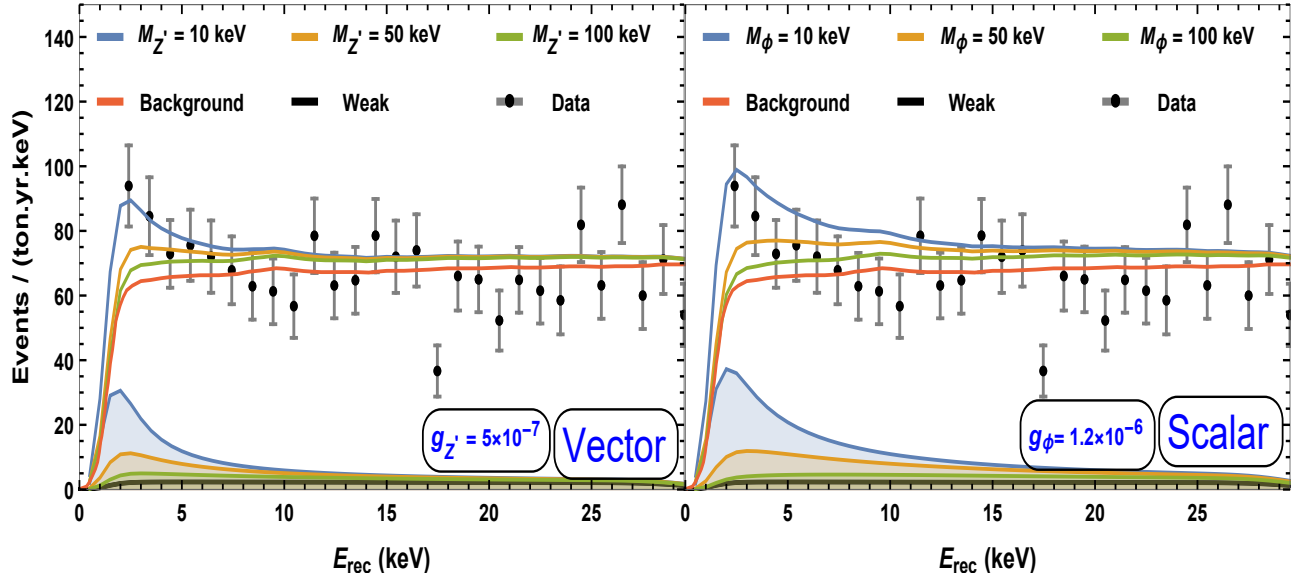 M_Z' = 10 keV M_Z' = 50 keV M_Z' = 100 keV
Background Weak Data
M_ϕ = 10 keV M_ϕ = 50 keV M_ϕ = 100 keV
Background Weak Data
Events / (ton.yr.keV)
140
120
100
80
60
40
20
0
g_Z' = 5×10⁻⁷ Vector
g_ϕ= 1.2×10⁻⁶ Scalar
0 5 10 15 20 25
0 5 10 15 20 25
E_rec (keV)
E_rec (keV)